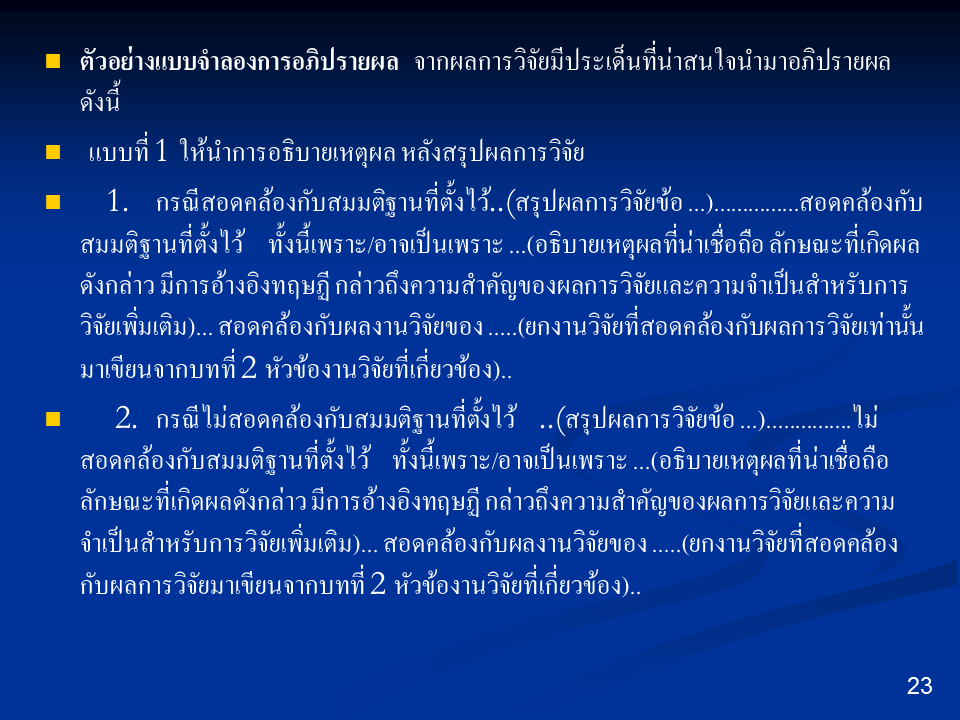 ตัวอย่างแบบจำลองการอภิปรายผล จากผลการวิจัยมีประเด็นที่น่าสนใจนำมาอภิปรายผล
ดังนี้
แบบที่ 1 ให้นำการอธิบายเหตุผล หลังสรุปผลการวิจัย
1. กรณีสอดคล้องกับสมมติฐานที่ตั้งไว้..(สรุปผลการวิจัยข้อ ...)...............สอดคล้องกับ
สมมติฐานที่ตั้งไว้ ทั้งนี้เพราะ/อาจเป็นเพราะ ...(อธิบายเหตุผลที่น่าเชื่อถือ ลักษณะที่เกิดผล
ดังกล่าว มีการอ้างอิงทฤษฎี กล่าวถึงความสำคัญของผลการวิจัยและความจำเป็นสำหรับการ
วิจัยเพิ่มเติม)... สอดคล้องกับผลงานวิจัยของ .....(ยกงานวิจัยที่สอดคล้องกับผลการวิจัยเท่านั้น
มาเขียนจากบทที่ 2 หัวข้องานวิจัยที่เกี่ยวข้อง)..
2. กรณีไม่สอดคล้องกับสมมติฐานที่ตั้งไว้ ..(สรุปผลการวิจัยข้อ ...)...............ไม่
สอดคล้องกับสมมติฐานที่ตั้งไว้ ทั้งนี้เพราะ/อาจเป็นเพราะ ...(อธิบายเหตุผลที่น่าเชื่อถือ
ลักษณะที่เกิดผลดังกล่าว มีการอ้างอิงทฤษฎี กล่าวถึงความสำคัญของผลการวิจัยและความ
จำเป็นสำหรับการวิจัยเพิ่มเติม)... สอดคล้องกับผลงานวิจัยของ .....(ยกงานวิจัยที่สอดคล้อง
กับผลการวิจัยมาเขียนจากบทที่ 2 หัวข้องานวิจัยที่เกี่ยวข้อง)..
23